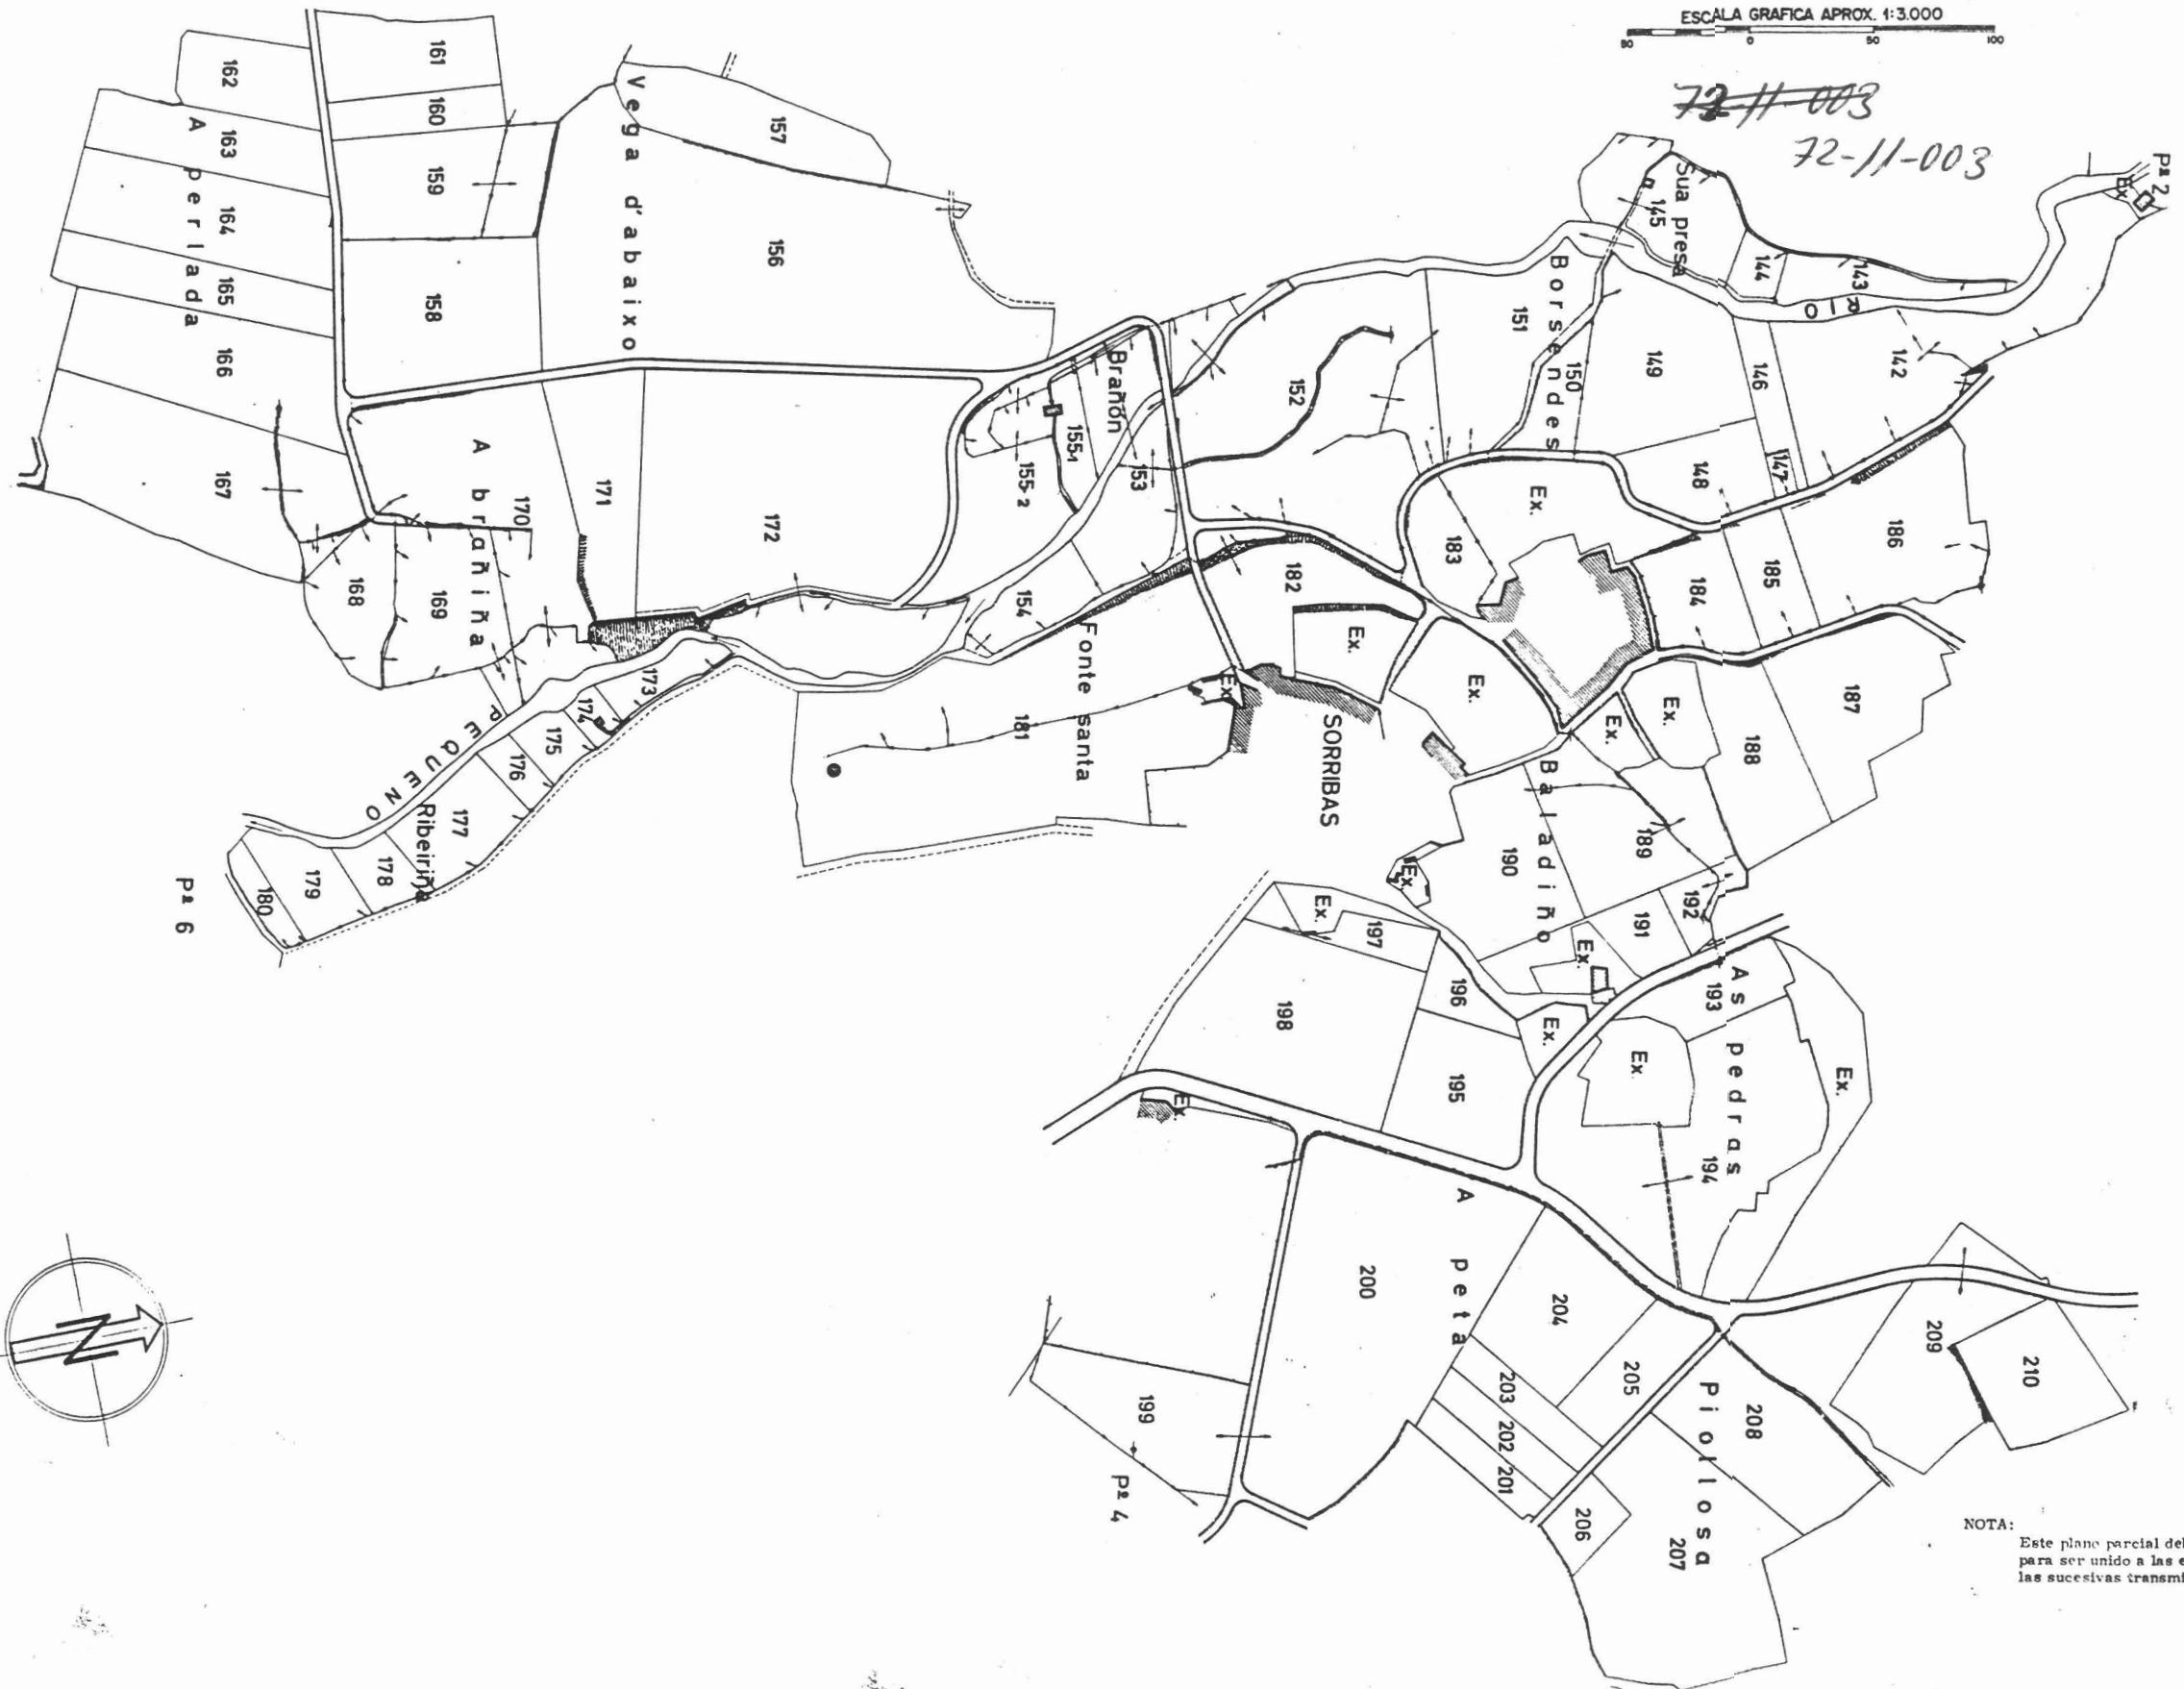 ESCALA GRAFICA APROX. 1:3.000
50 0 50 100
72-11-003
72-11-003
Pª 2
Ex.
161
162
160
163
159
A perlada
164
165
166
158
167
Vega d'abaixo
157
156
Sua presa
145
144
143
RIO
142
Borsendes
151
150
149
146
147
148
152
Brañón
155-1
155-2
153
154
A brañiña
170
171
172
168
169
Ex.
183
182
184
185
186
187
188
Ex.
Ex.
Ex.
Ex.
Ex.
Fonte santa
181
SORRIBAS
173
174
175
176
177
PEQUENO
Ribeiriña
178
179
180
Pª 6
Baladiño
189
190
191
192
Ex.
Ex.
Ex.
Ex.
197
196
198
195
As pedras
193
Ex.
Ex.
194
Ex.
A peta
200
199
Pª 4
204
205
203
202
201
206
Piollosa
207
208
209
210
N
NOTA:
Este plano parcial del
para ser unido a las e
las sucesivas transmi